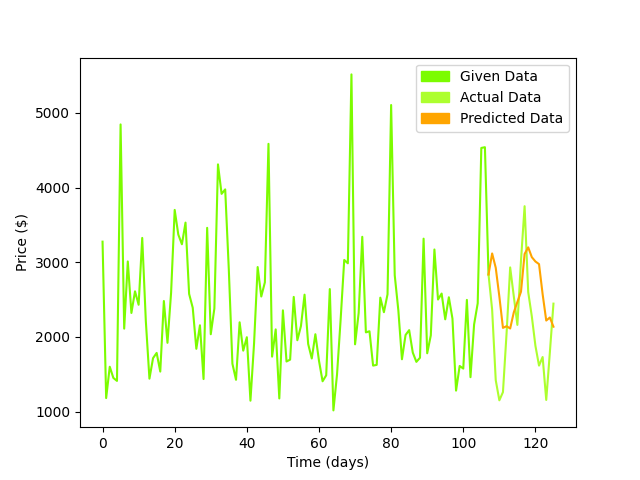 Given Data
Actual Data
Predicted Data
Price ($)
5000
4000
3000
2000
1000
0 20 40 60 80 100 120
Time (days)